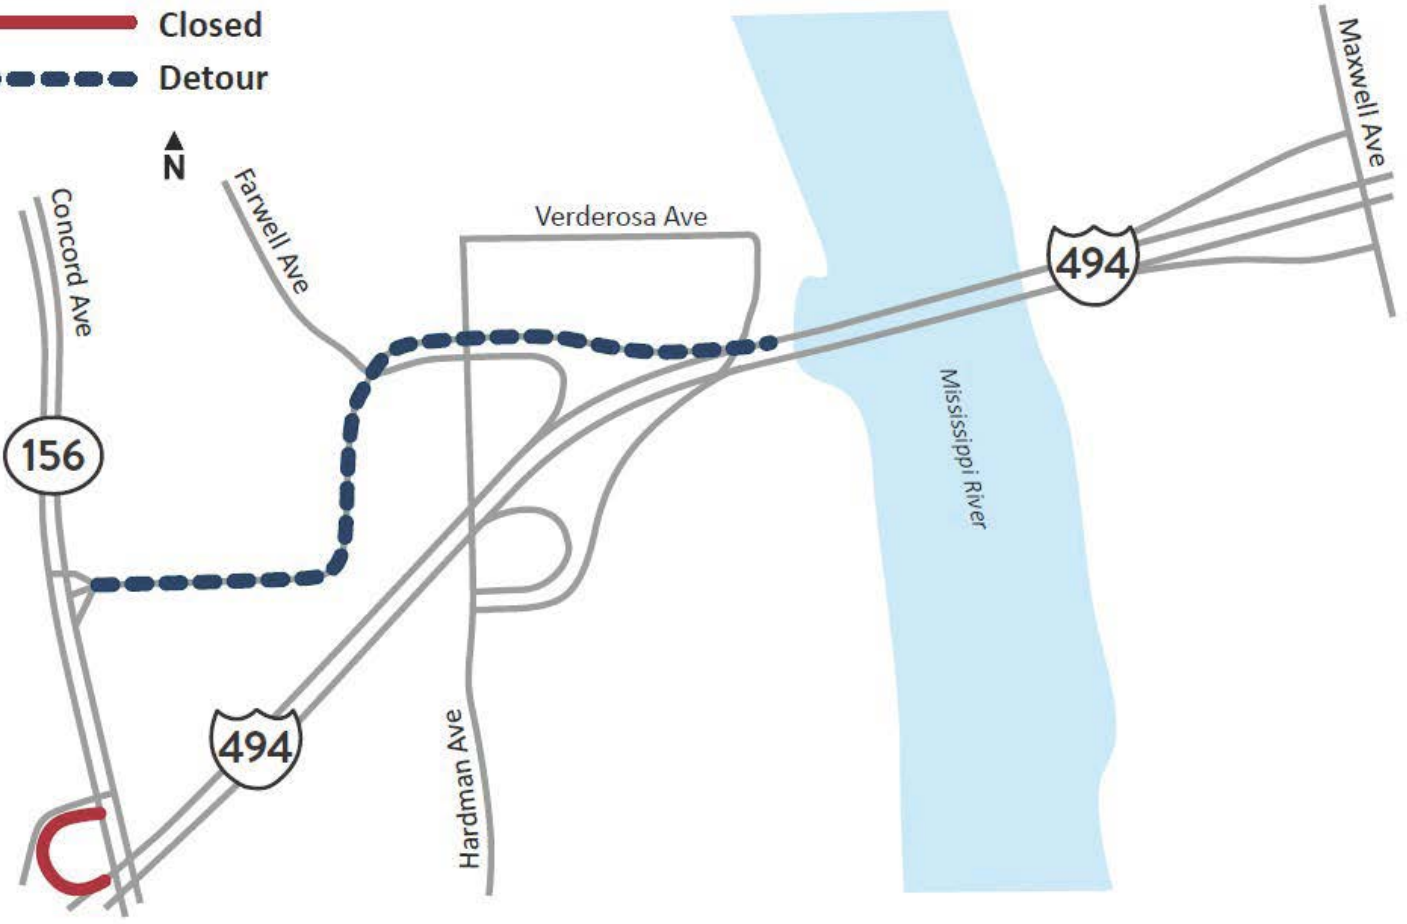 Closed
Detour
N
Concord Ave
Farwell Ave
Verderosa Ave
Maxwell Ave
494
156
Mississippi River
494
Hardman Ave